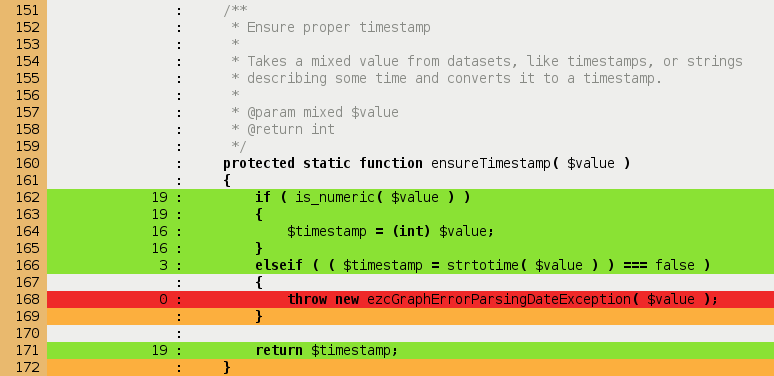 151 : /**
152 : * Ensure proper timestamp
153 : *
154 : * Takes a mixed value from datasets, like timestamps, or strings
155 : * describing some time and converts it to a timestamp.
156 : *
157 : * @param mixed $value
158 : * @return int
159 : */
160 : protected static function ensureTimestamp( $value )
161 : {
162 19 : if ( is_numeric( $value ) )
163 19 : {
164 16 : $timestamp = (int) $value;
165 16 : }
166 3 : elseif ( ( $timestamp = strtotime( $value ) ) === false )
167 : {
168 0 : throw new ezcGraphErrorParsingDateException( $value );
169 : }
170 :
171 19 : return $timestamp;
172 : }